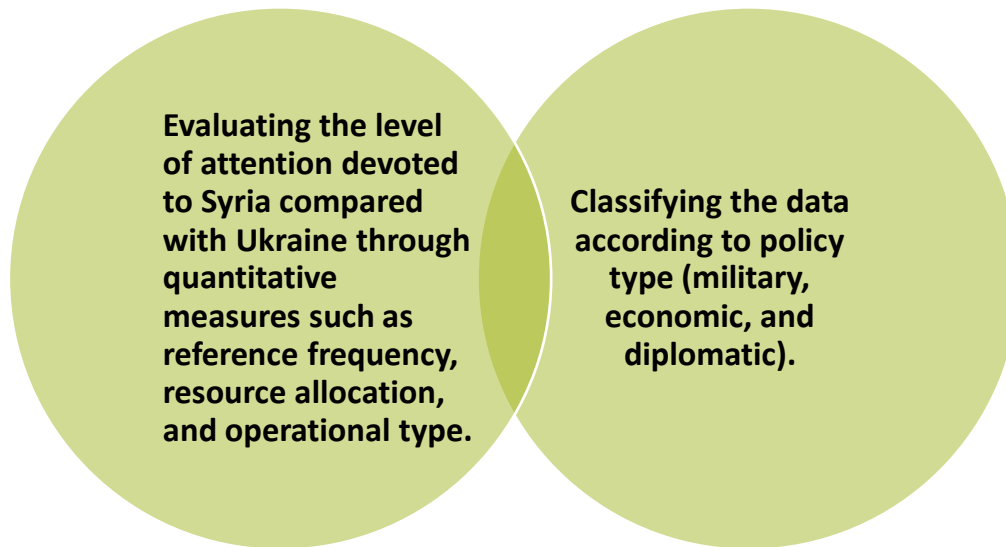 Evaluating the level
of attention devoted
to Syria compared
with Ukraine through
quantitative
measures such as
reference frequency,
resource allocation,
and operational type.
Classifying the data
according to policy
type (military,
economic, and
diplomatic).